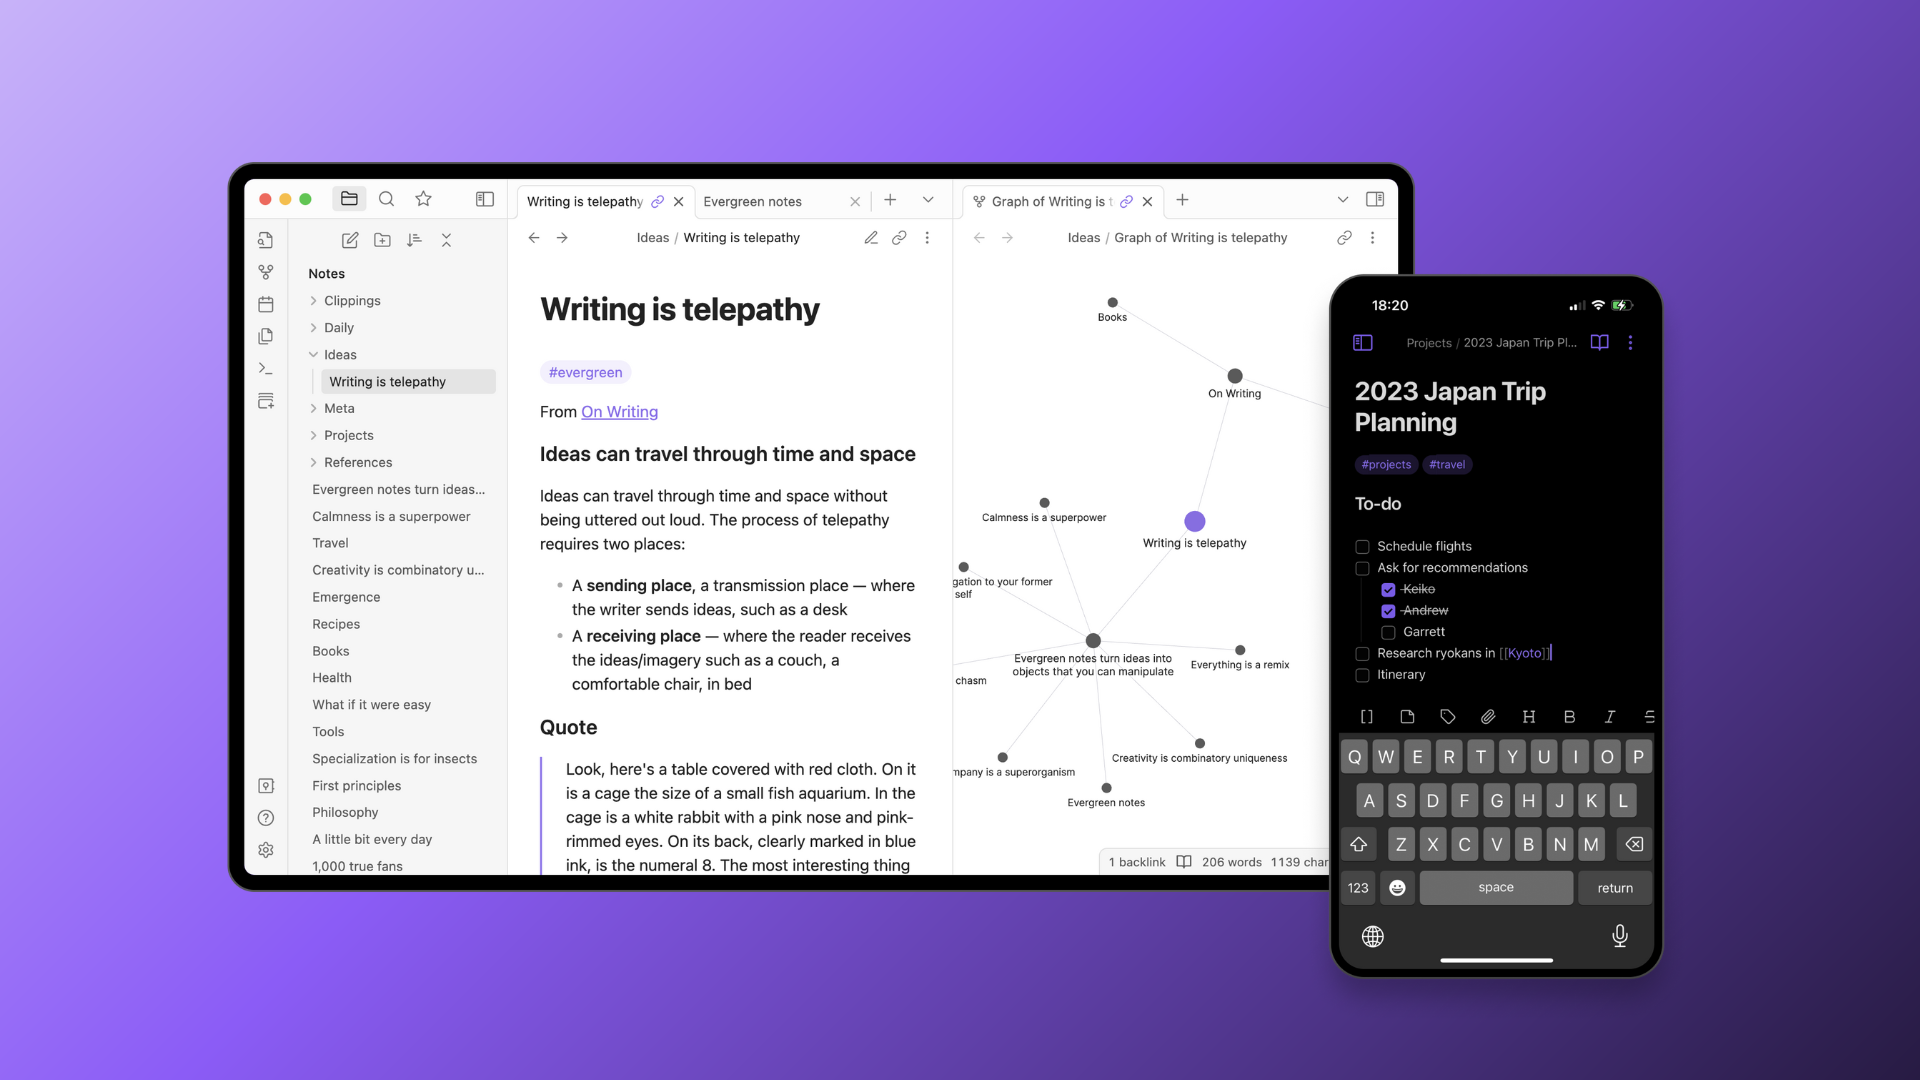 Writing is telepathy
Evergreen notes
Graph of Writing is t
Ideas / Writing is telepathy
Ideas / Graph of Writing is telepathy
Notes
Clippings
Daily
Ideas
Writing is telepathy
Meta
Projects
References
Evergreen notes turn ideas...
Calmness is a superpower
Travel
Creativity is combinatory u...
Emergence
Recipes
Books
Health
What if it were easy
Tools
Specialization is for insects
First principles
Philosophy
A little bit every day
1,000 true fans
Writing is telepathy
#evergreen
From On Writing
Ideas can travel through time and space
Ideas can travel through time and space without
being uttered out loud. The process of telepathy
requires two places:
• A sending place, a transmission place — where
the writer sends ideas, such as a desk
• A receiving place — where the reader receives
the ideas/imagery such as a couch, a
comfortable chair, in bed
Quote
Look, here's a table covered with red cloth. On it
is a cage the size of a small fish aquarium. In the
cage is a white rabbit with a pink nose and pink-
rimmed eyes. On its back, clearly marked in blue
ink, is the numeral 8. The most interesting thing
Books
On Writing
Calmness is a superpower
Writing is telepathy
gation to your former
self
Evergreen notes turn ideas into
objects that you can manipulate
Everything is a remix
chasm
Creativity is combinatory uniqueness
mpany is a superorganism
Evergreen notes
1 backlink 206 words 1139 char
18:20
Projects / 2023 Japan Trip Pl...
2023 Japan Trip
Planning
#projects #travel
To-do
Schedule flights
Ask for recommendations
Keiko
Andrew
Garrett
Research ryokans in [[Kyoto]]
Itinerary
[] H B I S
Q W E R T Y U I O P
A S D F G H J K L
Z X C V B N M
123 space return